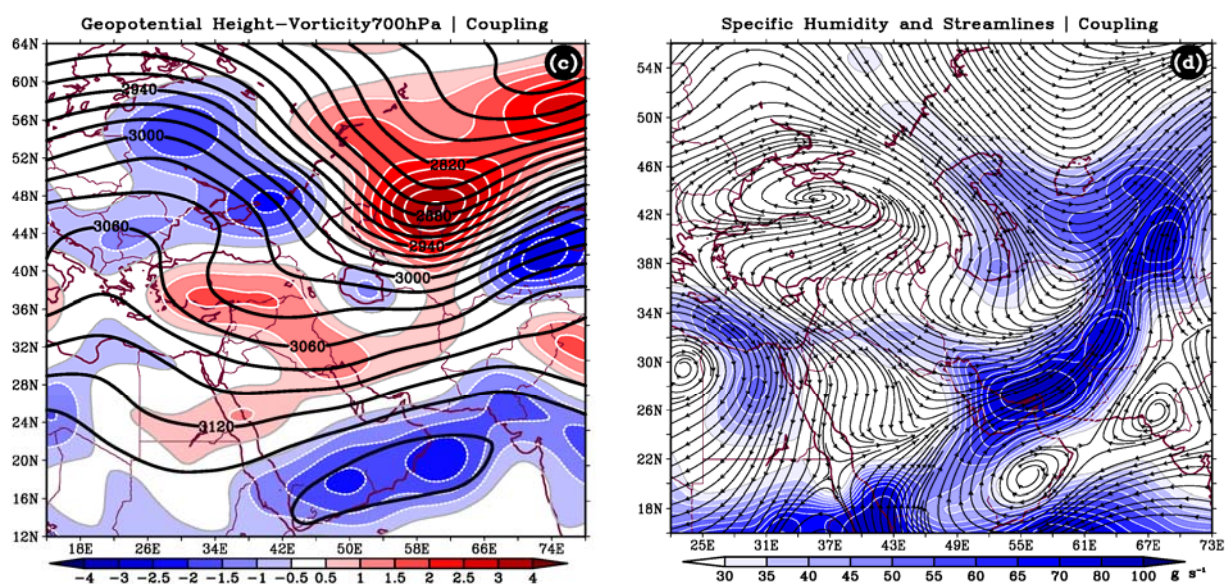 Geopotential Height-Vorticity700hPa | Coupling
(c)
64N
60N
56N
52N
48N
44N
40N
36N
32N
28N
24N
20N
16N
12N
2940
3000
2820
2880
3060
2940
3000
3060
3120
18E 26E 34E 42E 50E 58E 66E 74E
-4 -3 -2.5 -2 -1.5 -1 -0.5 0.5 1 1.5 2 2.5 3 4
Specific Humidity and Streamlines | Coupling
(d)
54N
50N
46N
42N
38N
34N
30N
26N
22N
18N
25E 31E 37E 43E 49E 55E 61E 67E 73E
30 35 40 45 50 55 60 65 70 80 100 g s⁻¹